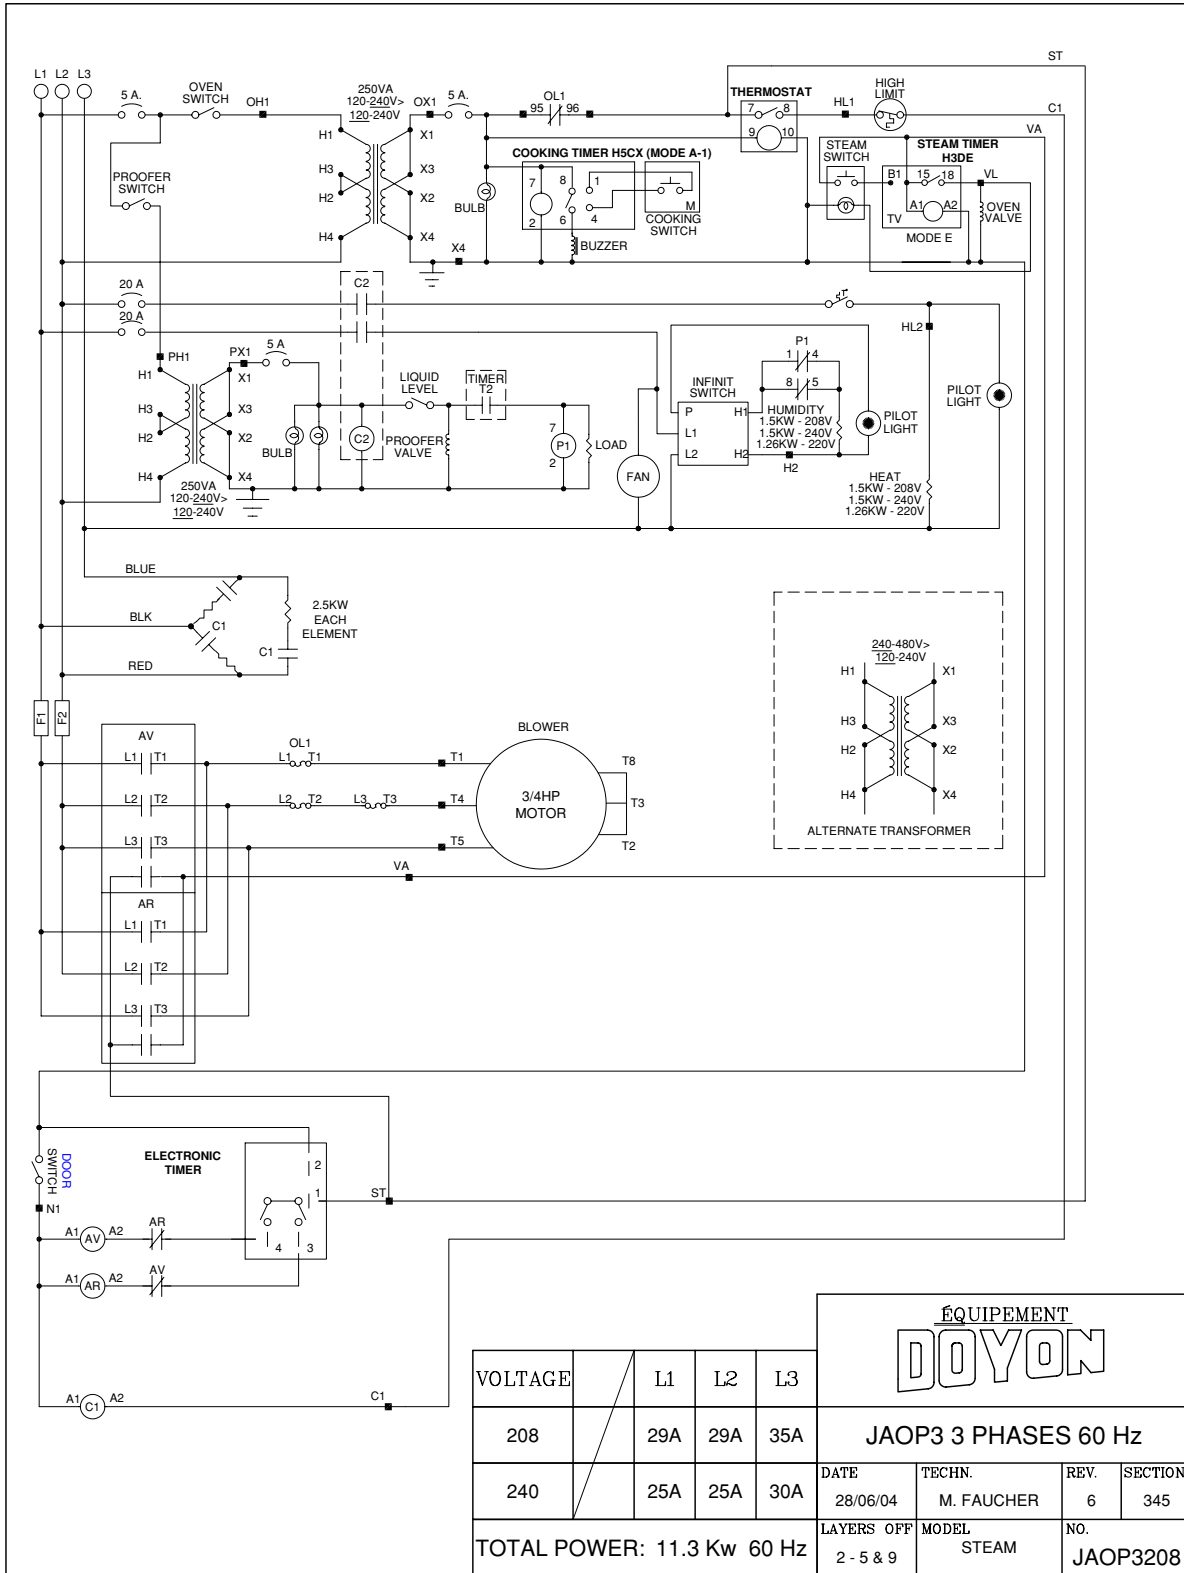 ST
L1 L2 L3
5 A.
OVEN
SWITCH
OH1
250VA
120-240V>
120-240V
OX1
5 A.
OL1
95 96
THERMOSTAT
7 8
9 10
HL1
HIGH
LIMIT
C1
VA
H1
H3
H2
H4
X1
X3
X2
X4
PROOFER
SWITCH
BULB
COOKING TIMER H5CX (MODE A-1)
7
2
8
6
1
4
M
COOKING
SWITCH
BUZZER
X4
STEAM
SWITCH
STEAM TIMER
H3DE
B1
15 18
VL
A1 A2
TV
MODE E
OVEN
VALVE
20 A
20 A
C2
HL2
PH1
H1
H3
H2
H4
PX1
X1
X3
X2
X4
5 A
250VA
120-240V>
120-240V
BULB
C2
LIQUID
LEVEL
TIMER
T2
PROOFER
VALVE
7
P1
2
LOAD
FAN
INFINIT
SWITCH
P
L1
L2
H1
H2
P1
1 4
8 5
HUMIDITY
1.5KW - 208V
1.5KW - 240V
1.26KW - 220V
H2
PILOT
LIGHT
PILOT
LIGHT
HEAT
1.5KW - 208V
1.5KW - 240V
1.26KW - 220V
BLUE
BLK
RED
C1
C1
2.5KW
EACH
ELEMENT
240-480V>
120-240V
H1
H3
H2
H4
X1
X3
X2
X4
ALTERNATE TRANSFORMER
F1
F2
AV
L1 T1
L2 T2
L3 T3
OL1
L1 T1
L2 T2
L3 T3
T1
T4
T5
BLOWER
3/4HP
MOTOR
T8
T3
T2
VA
AR
L1 T1
L2 T2
L3 T3
DOOR
SWITCH
N1
ELECTRONIC
TIMER
2
1
4
3
ST
A1 AV A2
AR
A1 AR A2
AV
A1 C1 A2
C1
VOLTAGE L1 L2 L3
208 29A 29A 35A
240 25A 25A 30A
TOTAL POWER: 11.3 Kw 60 Hz
ÉQUIPEMENT
DOYON
JAOP3 3 PHASES 60 Hz
DATE TECHN. REV. SECTION
28/06/04 M. FAUCHER 6 345
LAYERS OFF MODEL NO.
2 - 5 & 9 STEAM JAOP3208